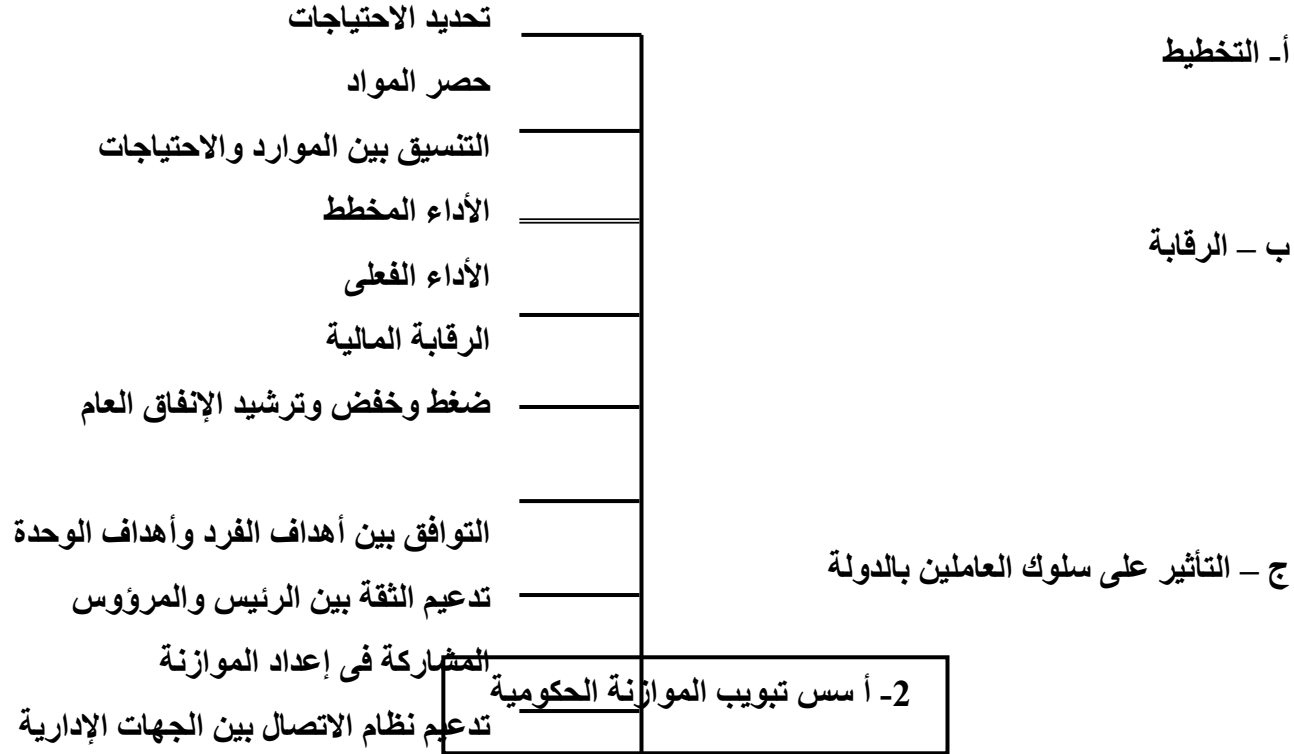 أ- التخطيط
تحديد الاحتياجات
حصر المواد
التنسيق بين الموارد والاحتياجات
ب – الرقابة
الأداء المخطط
الأداء الفعلى
الرقابة المالية
ضغط وخفض وترشيد الإنفاق العام
ج – التأثير على سلوك العاملين بالدولة
التوافق بين أهداف الفرد وأهداف الوحدة
تدعيم الثقة بين الرئيس والمرؤوس
المشاركة فى إعداد الموازنة
تدعيم نظام الاتصال بين الجهات الإدارية
2- أ سس تبويب الموازنة الحكومية